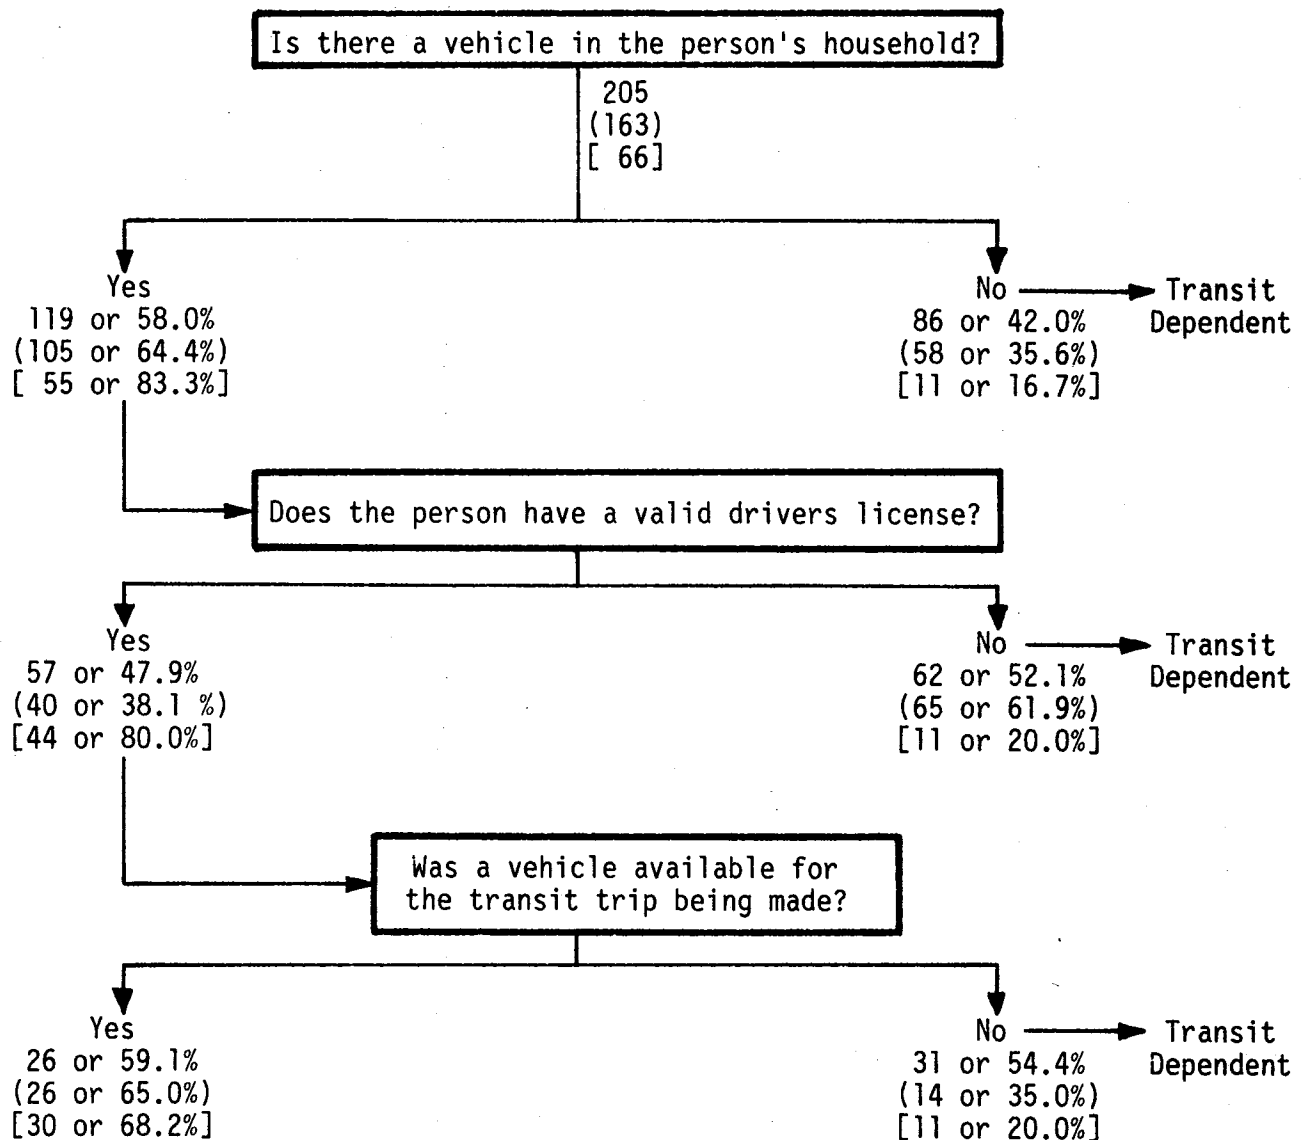 Is there a vehicle in the person's household?
205
(163)
[ 66]
Yes
119 or 58.0%
(105 or 64.4%)
[ 55 or 83.3%]
No
86 or 42.0%
(58 or 35.6%)
[11 or 16.7%]
Transit
Dependent
Does the person have a valid drivers license?
Yes
57 or 47.9%
(40 or 38.1 %)
[44 or 80.0%]
No
62 or 52.1%
(65 or 61.9%)
[11 or 20.0%]
Transit
Dependent
Was a vehicle available for
the transit trip being made?
Yes
26 or 59.1%
(26 or 65.0%)
[30 or 68.2%]
No
31 or 54.4%
(14 or 35.0%)
[11 or 20.0%]
Transit
Dependent